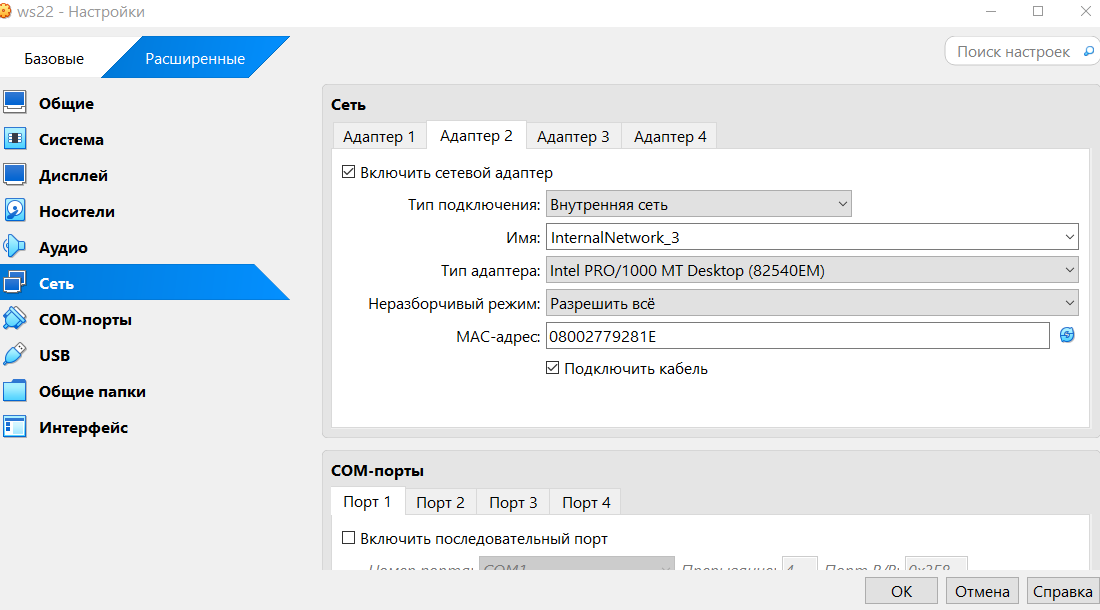 ws22 - Настройки
Базовые Расширенные Поиск настроек
Общие
Система
Дисплей
Носители
Аудио
Сеть
COM-порты
USB
Общие папки
Интерфейс
Сеть
Адаптер 1 Адаптер 2 Адаптер 3 Адаптер 4
Включить сетевой адаптер
Тип подключения: Внутренняя сеть
Имя: InternalNetwork_3
Тип адаптера: Intel PRO/1000 MT Desktop (82540EM)
Неразборчивый режим: Разрешить всё
MAC-адрес: 08002779281E
Подключить кабель
COM-порты
Порт 1 Порт 2 Порт 3 Порт 4
Включить последовательный порт
Номер порта: COM1 Прерывание: 4 Порт В/В: 0x3F8
OK Отмена Справка